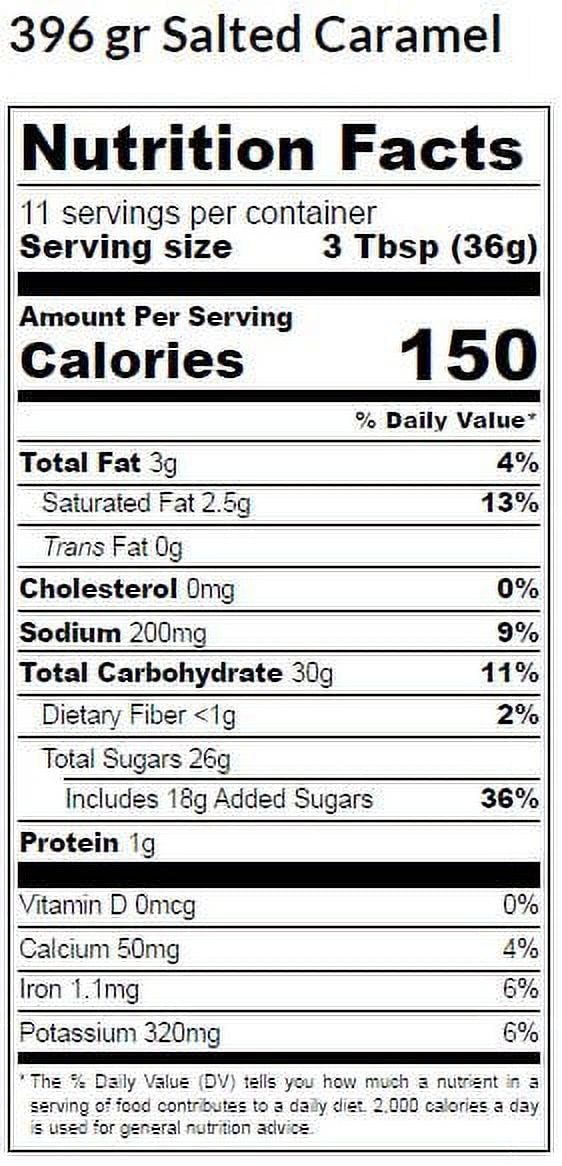 396 gr Salted Caramel
Nutrition Facts
11 servings per container
Serving size 3 Tbsp (36g)
Amount Per Serving
Calories 150
% Daily Value*
Total Fat 3g 4%
Saturated Fat 2.5g 13%
Trans Fat 0g
Cholesterol 0mg 0%
Sodium 200mg 9%
Total Carbohydrate 30g 11%
Dietary Fiber <1g 2%
Total Sugars 26g
Includes 18g Added Sugars 36%
Protein 1g
Vitamin D 0mcg 0%
Calcium 50mg 4%
Iron 1.1mg 6%
Potassium 320mg 6%
* The % Daily Value (DV) tells you how much a nutrient in a
serving of food contributes to a daily diet. 2,000 calories a day
is used for general nutrition advice.